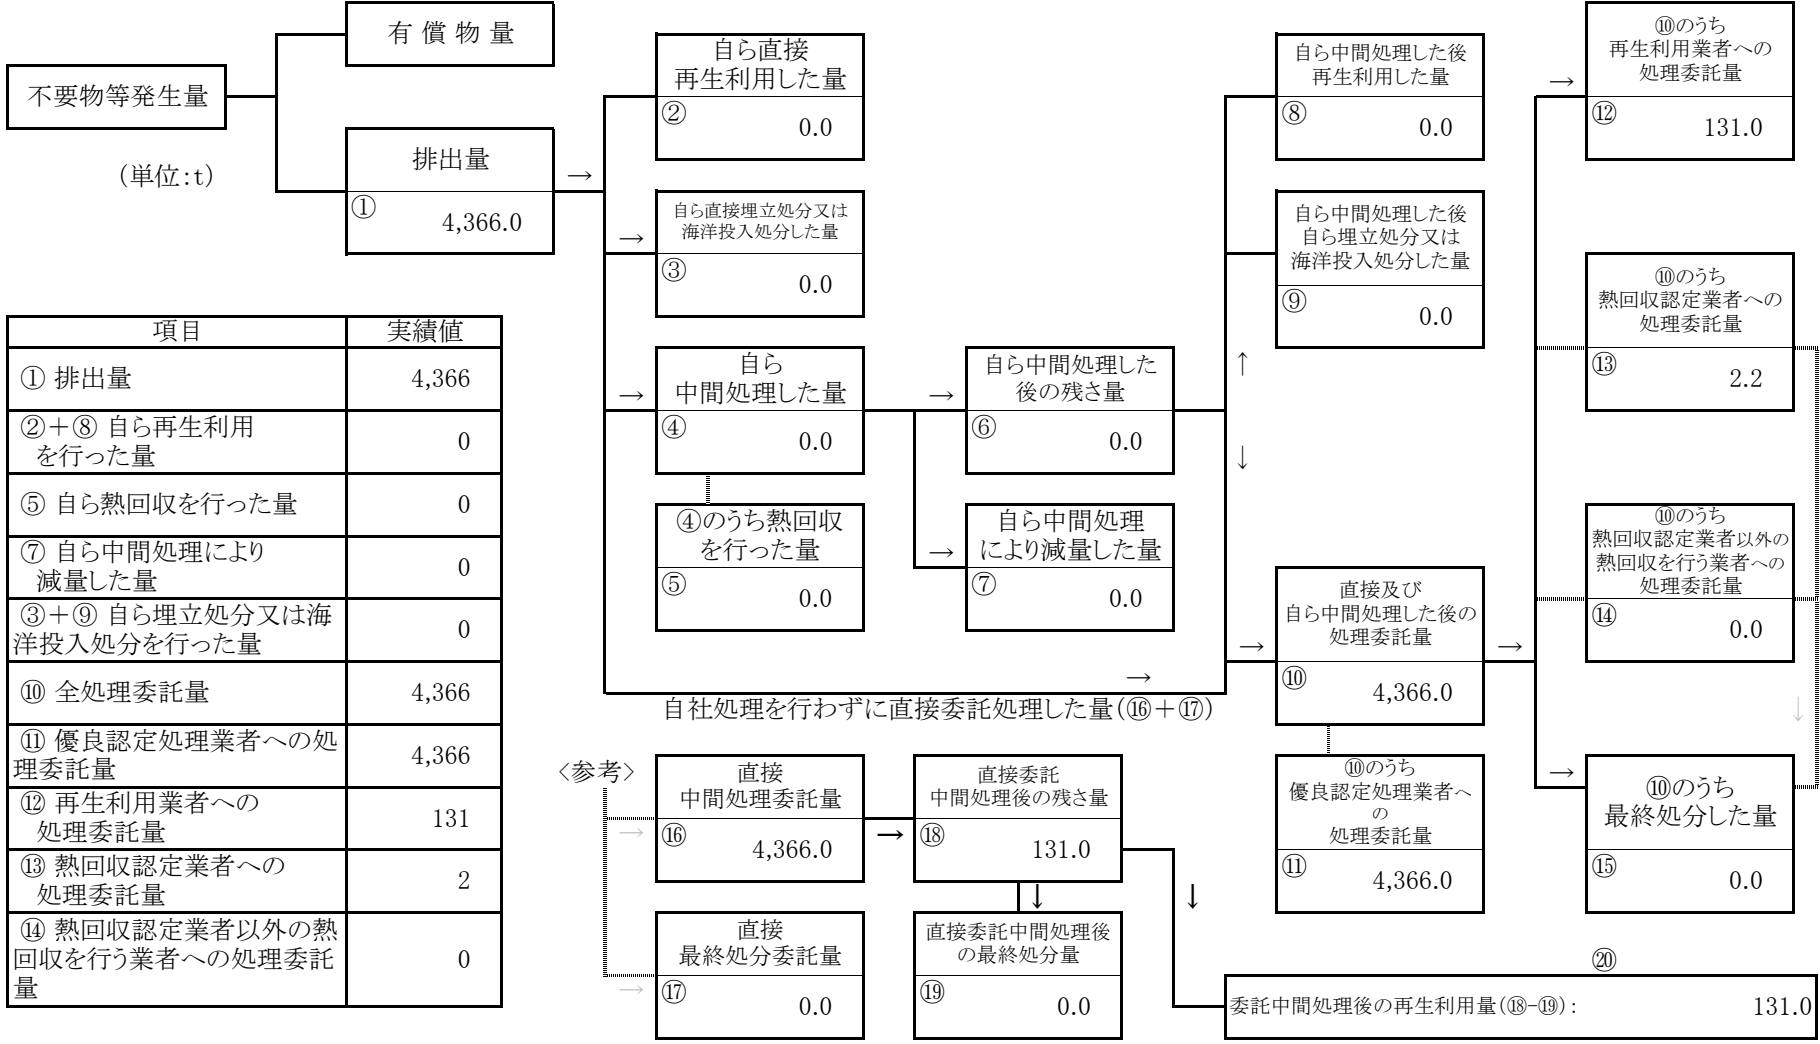 有 償 物 量
不要物等発生量
(単位:t)
排出量
→
①
4,366.0
自ら直接
再生利用した量
②
0.0
→
自ら直接埋立処分又は
海洋投入処分した量
③
0.0
→
自ら
中間処理した量
④
0.0
④のうち熱回収
を行った量
⑤
0.0
→
自ら中間処理した
後の残さ量
⑥
0.0
→
自ら中間処理
により減量した量
⑦
0.0
自ら中間処理した後
再生利用した量
⑧
0.0
自ら中間処理した後
自ら埋立処分又は
海洋投入処分した量
⑨
0.0
↑
↓
→
自社処理を行わずに直接委託処理した量(⑯+⑰)
→
直接及び
自ら中間処理した後の
処理委託量
⑩
4,366.0
→
⑩のうち
優良認定処理業者へ
の
処理委託量
⑪
4,366.0
→
⑩のうち
再生利用業者への
処理委託量
⑫
131.0
⑩のうち
熱回収認定業者への
処理委託量
⑬
2.2
⑩のうち
熱回収認定業者以外の
熱回収を行う業者への
処理委託量
⑭
0.0
↓
→
⑩のうち
最終処分した量
⑮
0.0
項目 実績値
① 排出量 4,366
②+⑧ 自ら再生利用
を行った量 0
⑤ 自ら熱回収を行った量 0
⑦ 自ら中間処理により
減量した量 0
③+⑨ 自ら埋立処分又は海
洋投入処分を行った量 0
⑩ 全処理委託量 4,366
⑪ 優良認定処理業者への処
理委託量 4,366
⑫ 再生利用業者への
処理委託量 131
⑬ 熱回収認定業者への
処理委託量 2
⑭ 熱回収認定業者以外の熱
回収を行う業者への処理委託
量 0
<参考>
→
直接
中間処理委託量
⑯
4,366.0
→
直接委託
中間処理後の残さ量
⑱
131.0
↓
↓
→
直接
最終処分委託量
⑰
0.0
直接委託中間処理後
の最終処分量
⑲
0.0
⑳
委託中間処理後の再生利用量(⑱-⑲): 131.0